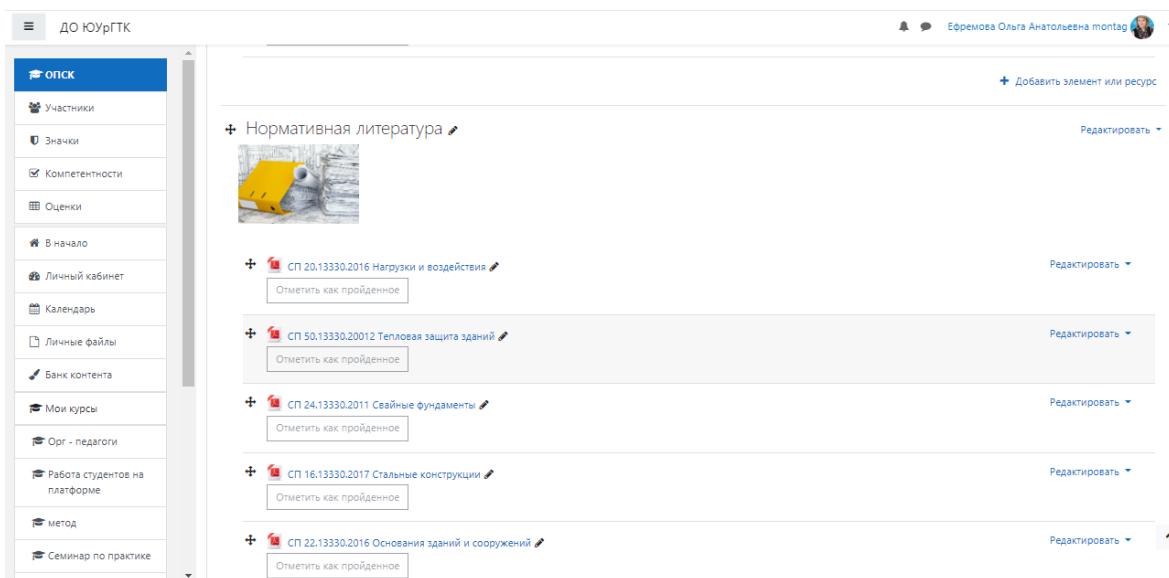 ДО ЮУрГТК
Ефремова Ольга Анатольевна montag
ОПСК
Участники
Значки
Компетентности
Оценки
В начало
Личный кабинет
Календарь
Личные файлы
Банк контента
Мои курсы
Орг - педагоги
Работа студентов на
платформе
метод
Семинар по практике
Добавить элемент или ресурс
Нормативная литература
Редактировать
СП 20.13330.2016 Нагрузки и воздействия
Редактировать
Отметить как пройденное
СП 50.13330.20012 Тепловая защита зданий
Редактировать
Отметить как пройденное
СП 24.13330.2011 Свайные фундаменты
Редактировать
Отметить как пройденное
СП 16.13330.2017 Стальные конструкции
Редактировать
Отметить как пройденное
СП 22.13330.2016 Основания зданий и сооружений
Редактировать
Отметить как пройденное